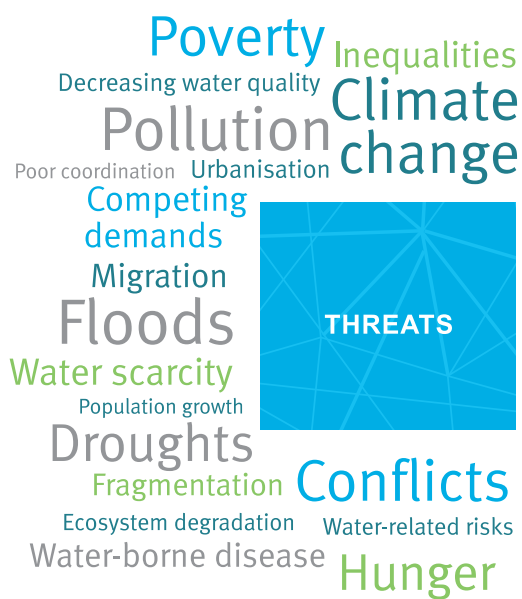 Poverty
Inequalities
Decreasing water quality
Climate
change
Pollution
Poor coordination
Urbanisation
Competing
demands
Migration
THREATS
Floods
Water scarcity
Population growth
Droughts
Fragmentation
Conflicts
Ecosystem degradation
Water-related risks
Water-borne disease
Hunger